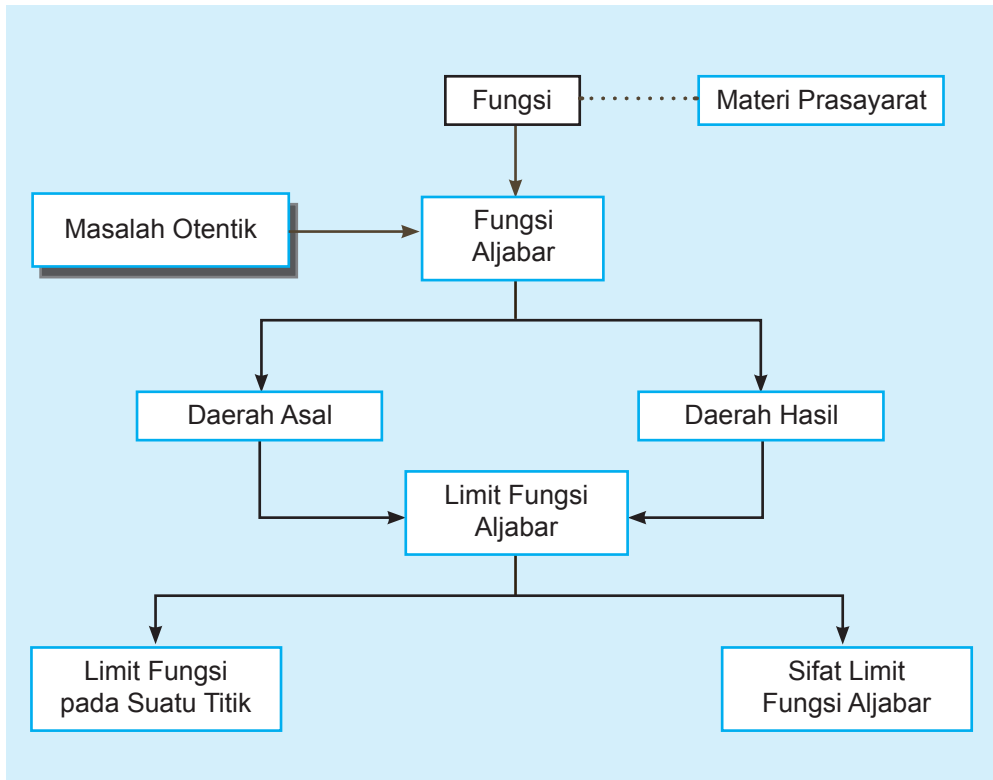 Fungsi
Materi Prasayarat
Masalah Otentik
Fungsi
Aljabar
Daerah Asal
Daerah Hasil
Limit Fungsi
Aljabar
Limit Fungsi
pada Suatu Titik
Sifat Limit
Fungsi Aljabar